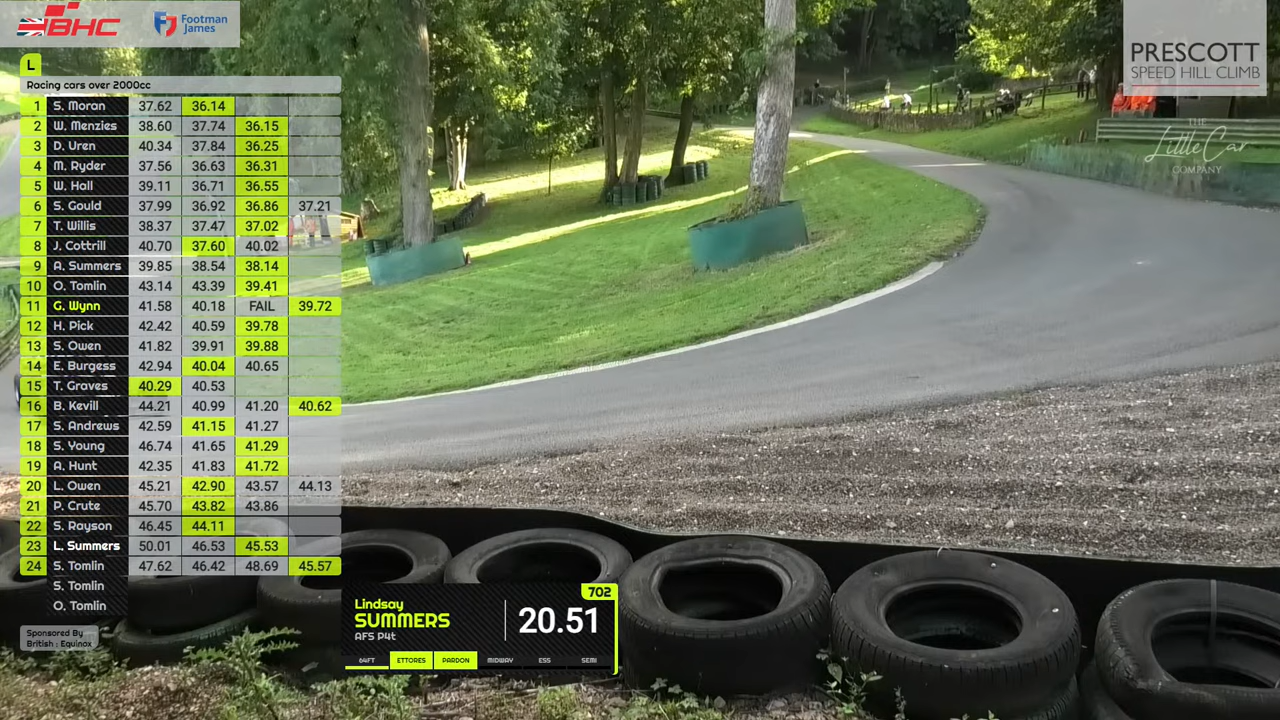 BHC
Footman
James
PRESCOTT
SPEED HILL CLIMB
THE
Little Car
COMPANY
L
Racing cars over 2000cc
1 S. Moran 37.62 36.14
2 W. Menzies 38.60 37.74 36.15
3 D. Uren 40.34 37.84 36.25
4 M. Ryder 37.56 36.63 36.31
5 W. Hall 39.11 36.71 36.55
6 S. Gould 37.99 36.92 36.86 37.21
7 T. Willis 38.37 37.47 37.02
8 J. Cottrill 40.70 37.60 40.02
9 A. Summers 39.85 38.54 38.14
10 O. Tomlin 43.14 43.39 39.41
11 G. Wynn 41.58 40.18 FAIL 39.72
12 H. Pick 42.42 40.59 39.78
13 S. Owen 41.82 39.91 39.88
14 E. Burgess 42.94 40.04 40.65
15 T. Graves 40.29 40.53
16 B. Kevill 44.21 40.99 41.20 40.62
17 S. Andrews 42.59 41.15 41.27
18 S. Young 46.74 41.65 41.29
19 A. Hunt 42.35 41.83 41.72
20 L. Owen 45.21 42.90 43.57 44.13
21 P. Crute 45.70 43.82 43.86
22 S. Rayson 46.45 44.11
23 L. Summers 50.01 46.53 45.53
24 S. Tomlin 47.62 46.42 48.69 45.57
S. Tomlin
O. Tomlin
Sponsored By
British : Equinox
702
Lindsay
SUMMERS
AFS P4t
20.51
64FT ETTORES PARDON MIDWAY ESS SEMI